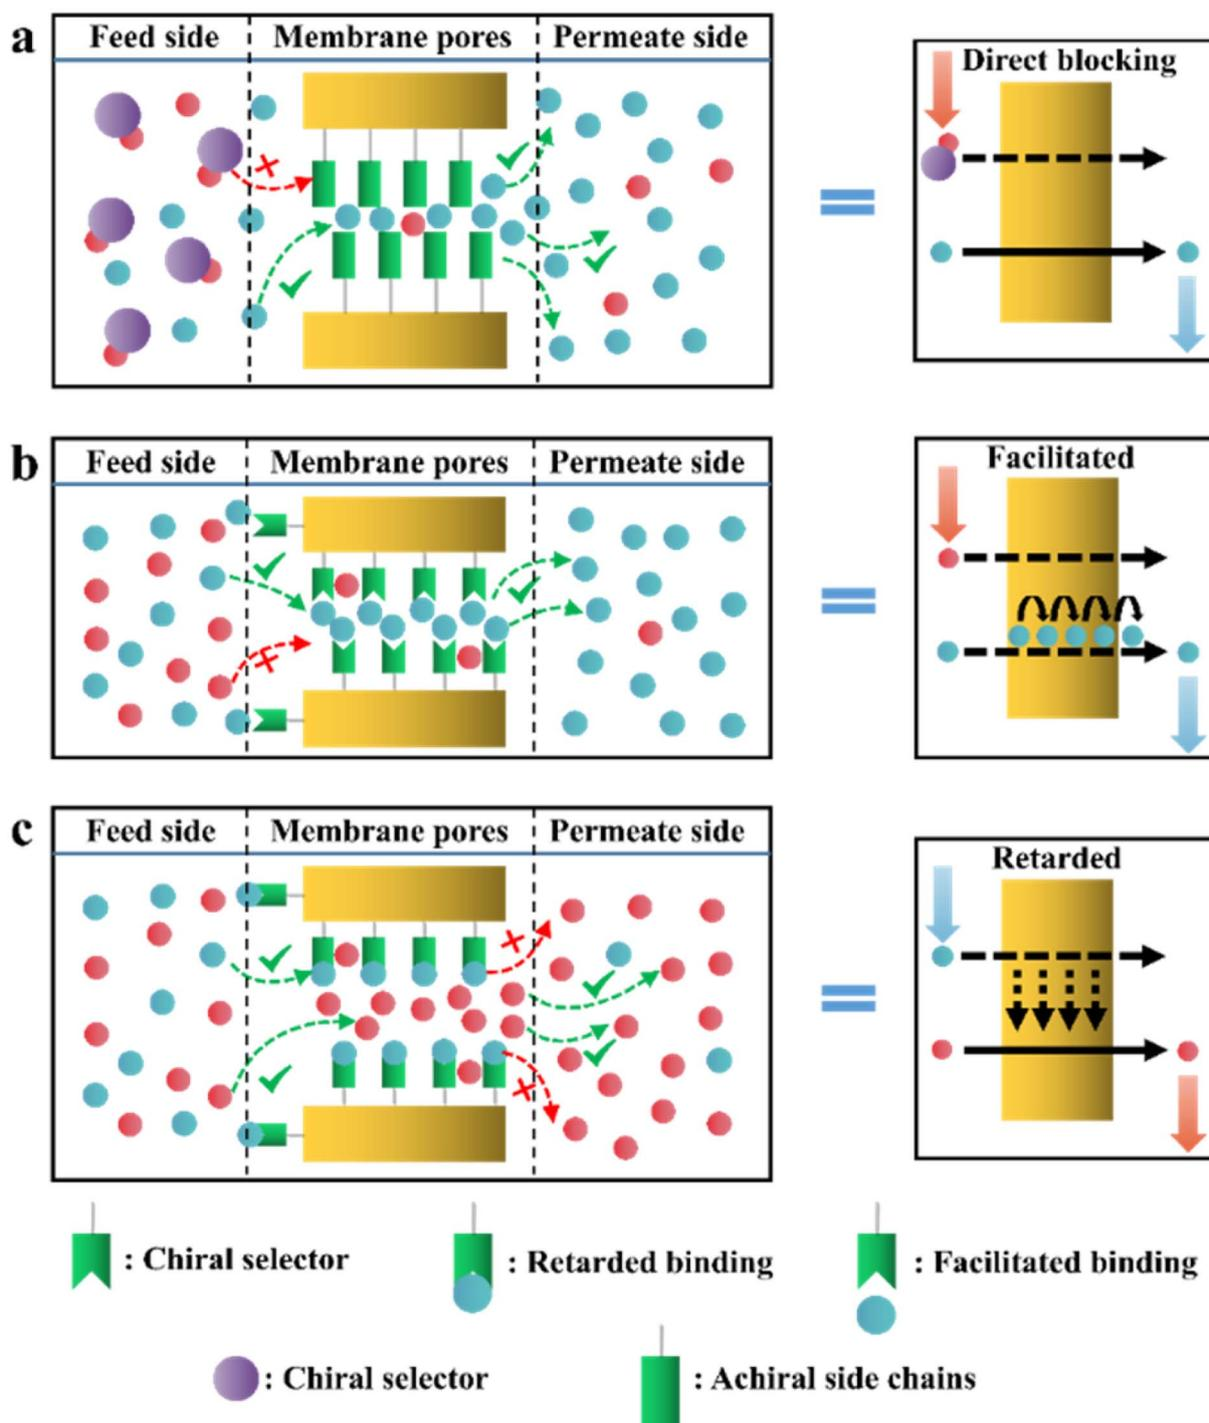 a
Feed side Membrane pores Permeate side
Direct blocking
b
Feed side Membrane pores Permeate side
Facilitated
c
Feed side Membrane pores Permeate side
Retarded
: Chiral selector : Retarded binding : Facilitated binding
: Chiral selector : Achiral side chains